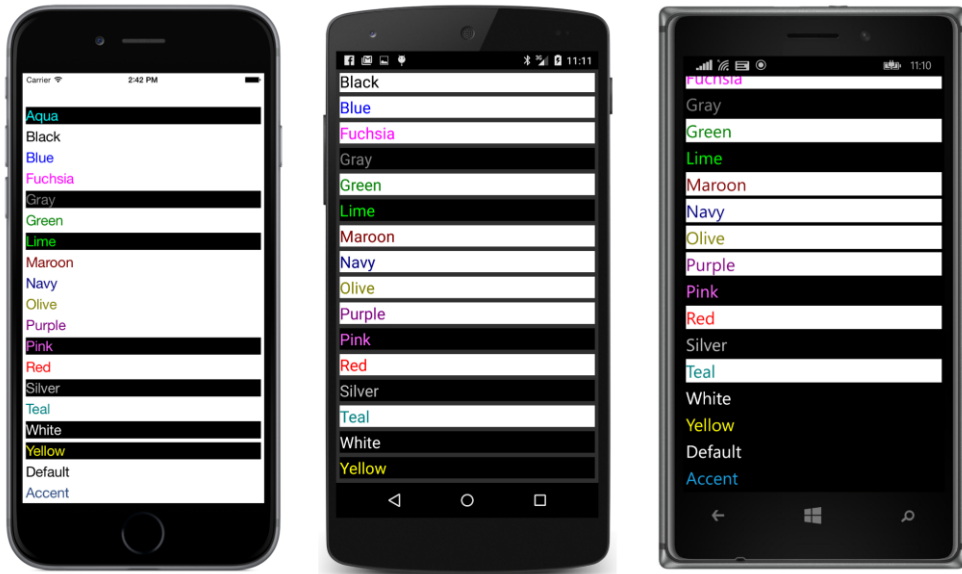 Carrier 2:42 PM
Aqua
Black
Blue
Fuchsia
Gray
Green
Lime
Maroon
Navy
Olive
Purple
Pink
Red
Silver
Teal
White
Yellow
Default
Accent
3G 11:11
Black
Blue
Fuchsia
Gray
Green
Lime
Maroon
Navy
Olive
Purple
Pink
Red
Silver
Teal
White
Yellow
11:10
Fuchsia
Gray
Green
Lime
Maroon
Navy
Olive
Purple
Pink
Red
Silver
Teal
White
Yellow
Default
Accent